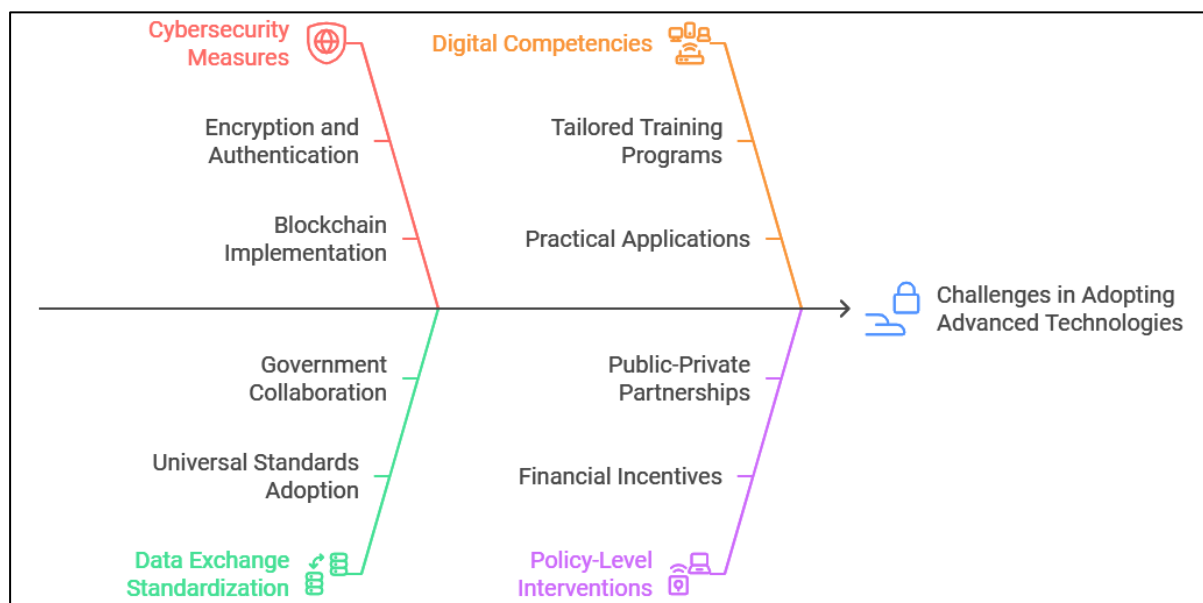 Cybersecurity
Measures
Digital Competencies
Encryption and
Authentication
Tailored Training
Programs
Blockchain
Implementation
Practical Applications
Challenges in Adopting
Advanced Technologies
Government
Collaboration
Public-Private
Partnerships
Universal Standards
Adoption
Financial Incentives
Data Exchange
Standardization
Policy-Level
Interventions